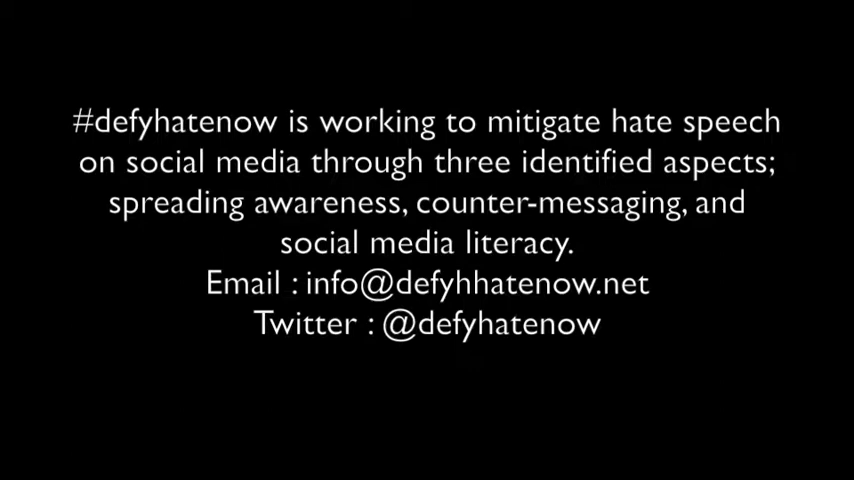 #defyhatenow is working to mitigate hate speech
on social media through three identified aspects;
spreading awareness, counter-messaging, and
social media literacy.
Email : info@defyhhatenow.net
Twitter : @defyhatenow